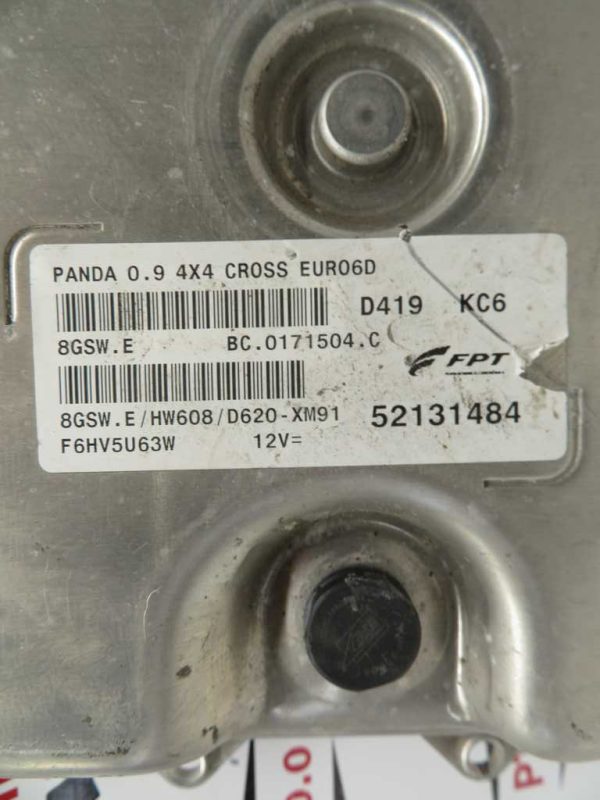 PANDA 0.9 4X4 CROSS EURO6D
D419 KC6
8GSW.E BC.0171504.C
FPT
8GSW.E/HW608/D620-XM91 52131484
F6HV5U63W 12V=